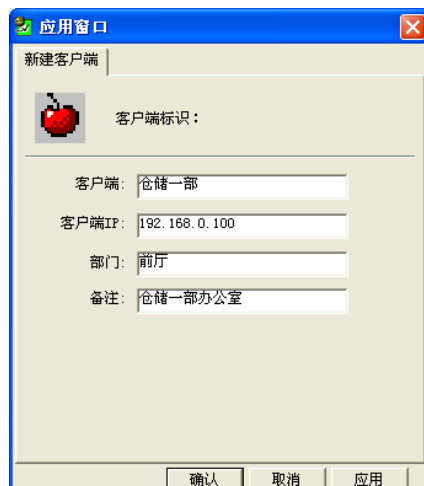 应用窗口
新建客户端
客户端标识：
客户端: 仓储一部
客户端IP: 192.168.0.100
部门: 前厅
备注: 仓储一部办公室
确认 取消 应用